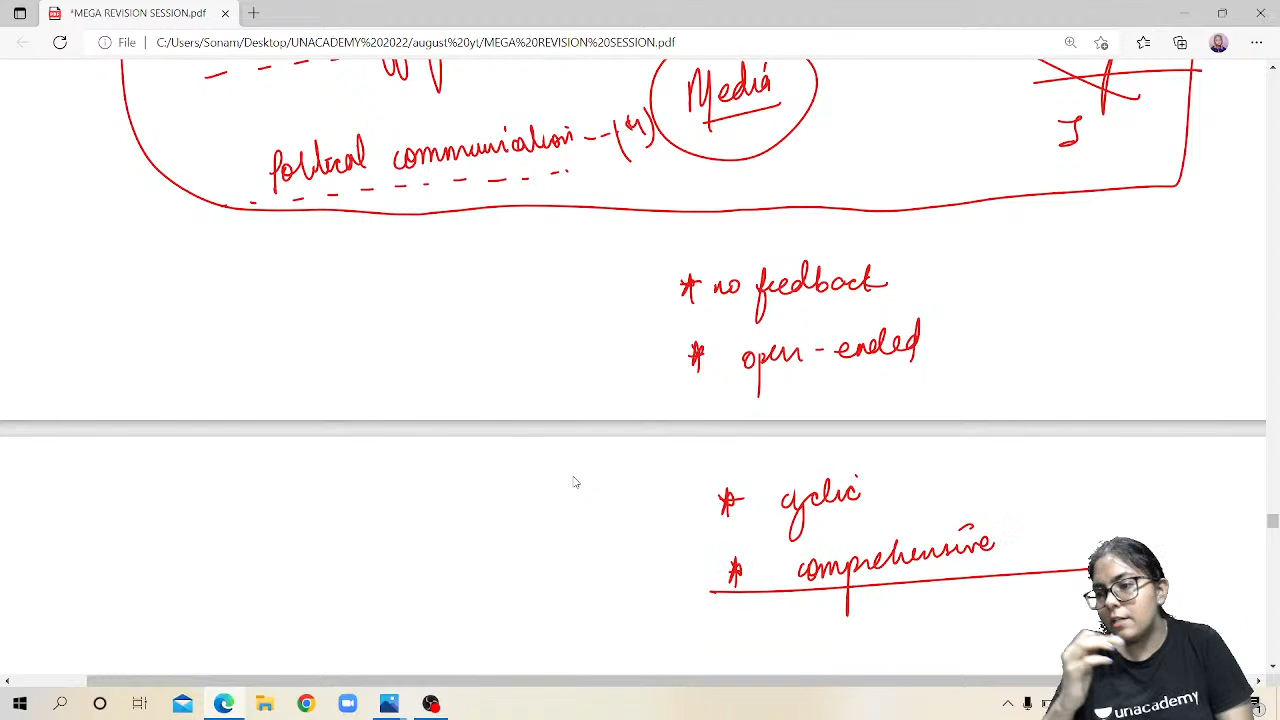 *MEGA REVISION SESSION.pdf
File
C:/Users/Sonam/Desktop/UNACADEMY%202022/august%20yt/MEGA%20REVISION%20SESSION.pdf
Media
Political communication -- (4)
I
* no feedback
* open-ended
* cyclic
* comprehensive
unacademy